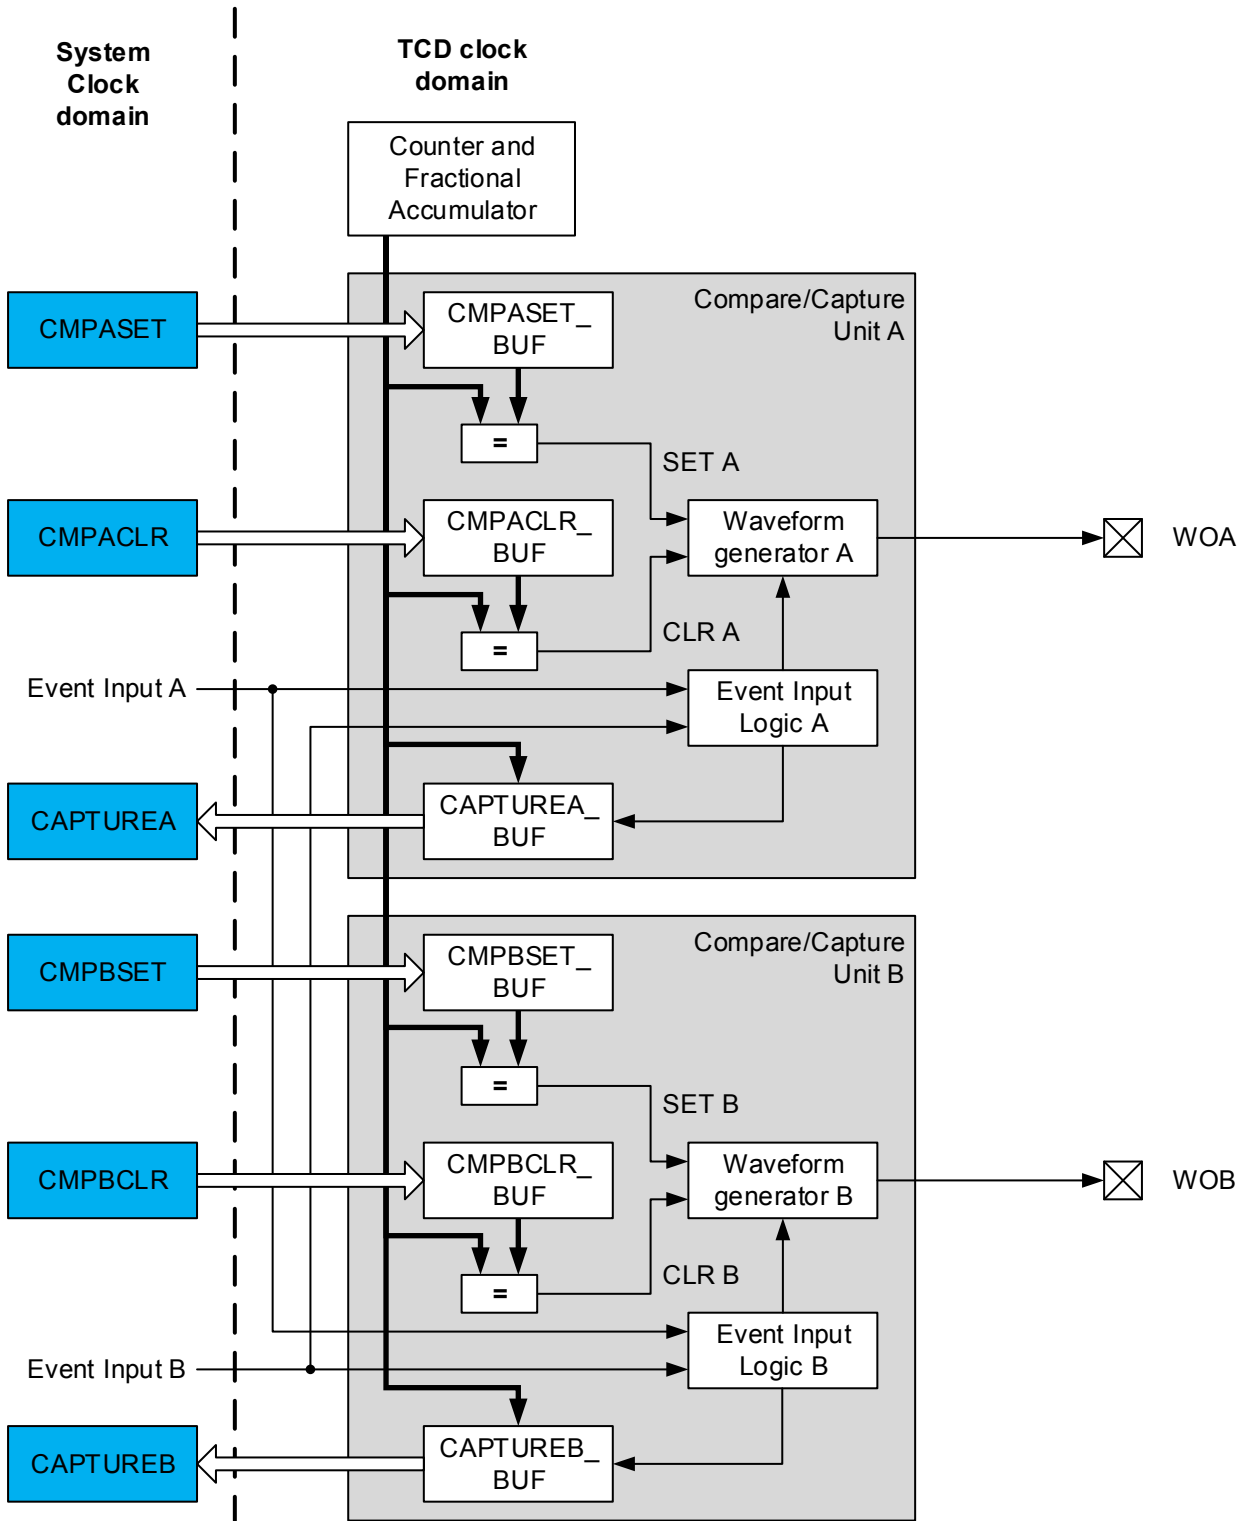 System
Clock
domain
TCD clock
domain
Counter and
Fractional
Accumulator
Compare/Capture
Unit A
CMPASET
CMPASET_
BUF
=
SET A
CMPACLR
CMPACLR_
BUF
Waveform
generator A
WOA
=
CLR A
Event Input A
Event Input
Logic A
CAPTUREA
CAPTUREA_
BUF
Compare/Capture
Unit B
CMPBSET
CMPBSET_
BUF
=
SET B
CMPBCLR
CMPBCLR_
BUF
Waveform
generator B
WOB
=
CLR B
Event Input B
Event Input
Logic B
CAPTUREB
CAPTUREB_
BUF